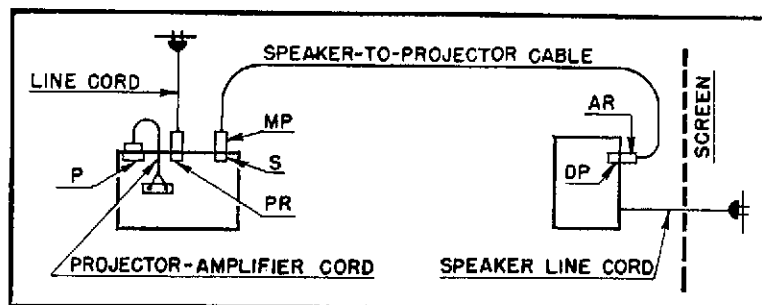 SPEAKER-TO-PROJECTOR CABLE
LINE CORD
MP
AR
SCREEN
P
S
DP
PR
PROJECTOR-AMPLIFIER CORD
SPEAKER LINE CORD